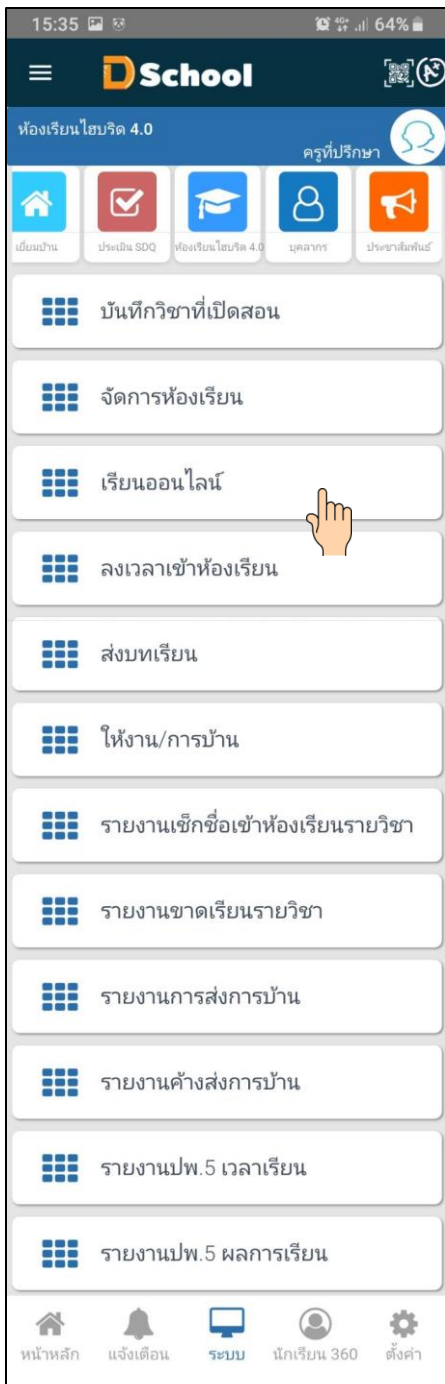 15:35
4G+ 64%
DSchool
ห้องเรียนไฮบริด 4.0
ครูที่ปรึกษา
เยี่ยมบ้าน ประเมิน SDQ ห้องเรียนไฮบริด 4.0 บุคลากร ประชาสัมพันธ์
บันทึกวิชาที่เปิดสอน
จัดการห้องเรียน
เรียนออนไลน์
ลงเวลาเข้าห้องเรียน
ส่งบทเรียน
ให้งาน/การบ้าน
รายงานเช็กชื่อเข้าห้องเรียนรายวิชา
รายงานขาดเรียนรายวิชา
รายงานการส่งการบ้าน
รายงานค้างส่งการบ้าน
รายงานปพ.5 เวลาเรียน
รายงานปพ.5 ผลการเรียน
หน้าหลัก แจ้งเตือน ระบบ นักเรียน 360 ตั้งค่า